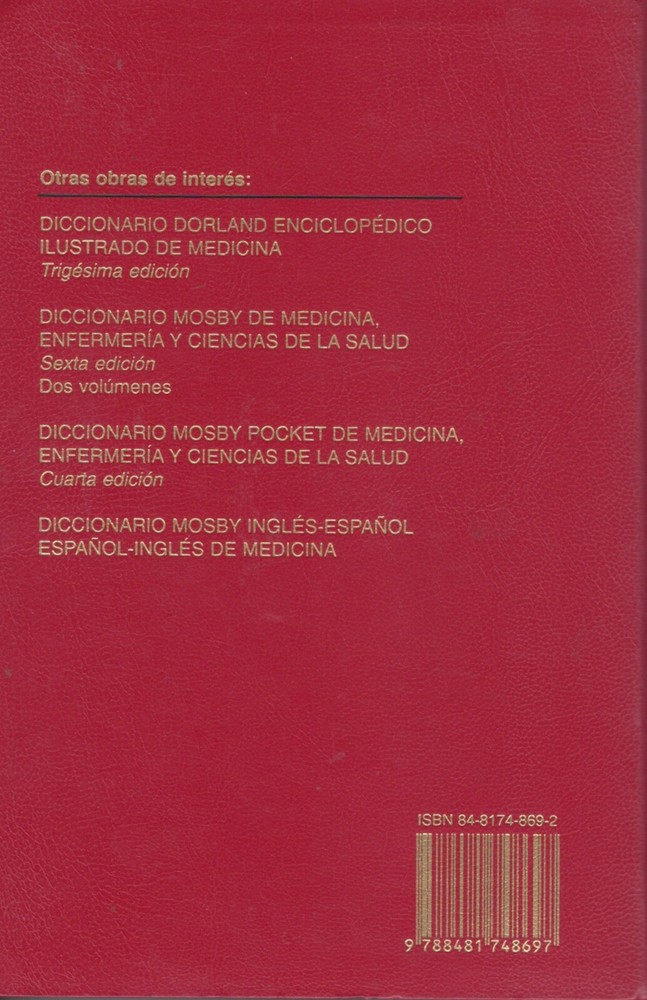 Otras obras de interés:
DICCIONARIO DORLAND ENCICLOPÉDICO
ILUSTRADO DE MEDICINA
Trigésima edición
DICCIONARIO MOSBY DE MEDICINA,
ENFERMERÍA Y CIENCIAS DE LA SALUD
Sexta edición
Dos volúmenes
DICCIONARIO MOSBY POCKET DE MEDICINA,
ENFERMERÍA Y CIENCIAS DE LA SALUD
Cuarta edición
DICCIONARIO MOSBY INGLÉS-ESPAÑOL
ESPAÑOL-INGLÉS DE MEDICINA
ISBN 84-8174-869-2
9 788481 748697